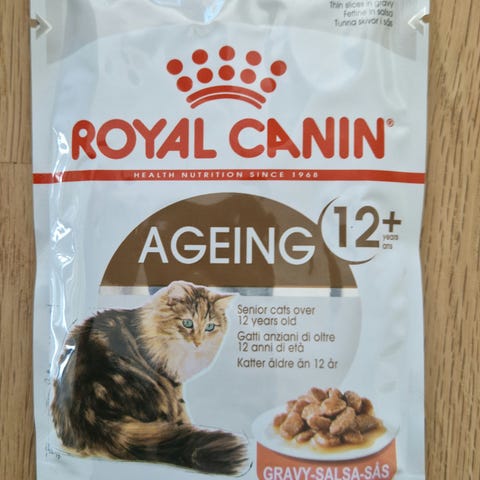 Thin slices in gravy
Fettine in salsa
Tunna skivor i sås
ROYAL CANIN®
HEALTH NUTRITION SINCE 1968
AGEING 12+
years
ans
Senior cats over
12 years old
Gatti anziani di oltre
12 anni di età
Katter äldre än 12 år
GRAVY-SALSA-SÅS